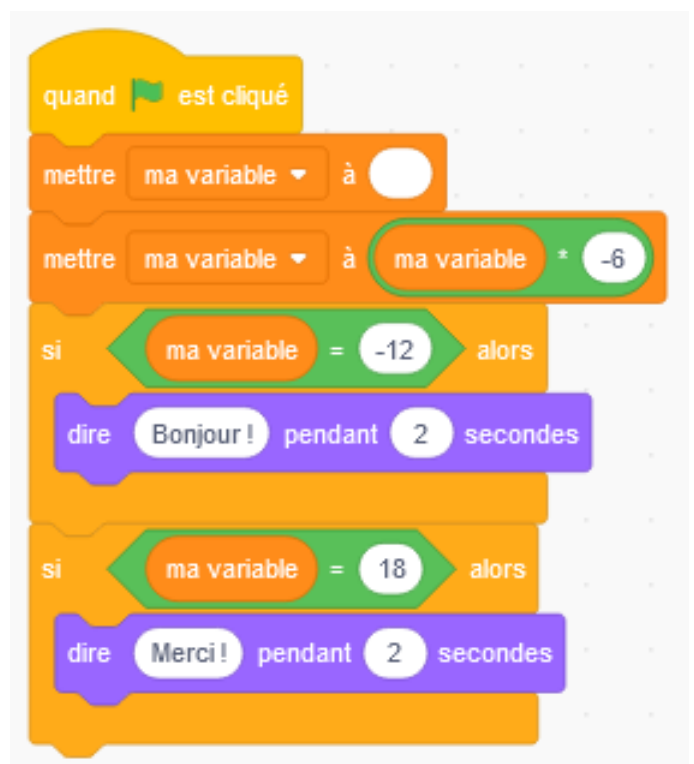 quand est cliqué
mettre ma variable à
mettre ma variable à ma variable * -6
si ma variable = -12 alors
dire Bonjour ! pendant 2 secondes
si ma variable = 18 alors
dire Merci ! pendant 2 secondes